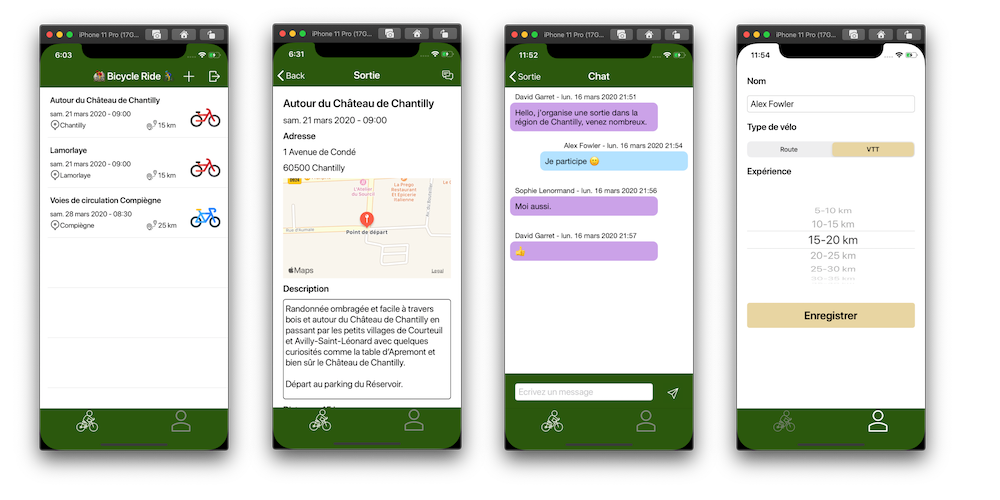 iPhone 11 Pro (17G...
6:03
🚵 Bicycle Ride 🚶
Autour du Château de Chantilly
sam. 21 mars 2020 - 09:00
Chantilly
15 km
Lamorlaye
sam. 21 mars 2020 - 09:00
Lamorlaye
15 km
Voies de circulation Compiègne
sam. 28 mars 2020 - 08:30
Compiègne
25 km
iPhone 11 Pro (17G...
6:31
Back
Sortie
Autour du Château de Chantilly
sam. 21 mars 2020 - 09:00
Adresse
1 Avenue de Condé
60500 Chantilly
L'Atelier
La Pregu
Restaurant
Et Epicerie
Italienne
Rue d'Aumale
Point de départ
Maps
Legal
Description
Randonnée ombragée et facile à travers
bois et autour du Château de Chantilly en
passant par les petits villages de Courteuil
et Avilly-Saint-Léonard avec quelques
curiosités comme la table d'Apremont et
bien sûr le Château de Chantilly.
Départ au parking du Réservoir.
iPhone 11 Pro (17G...
11:52
Sortie
Chat
David Garret - lun. 16 mars 2020 21:51
Hello, j'organise une sortie dans la
région de Chantilly, venez nombreux.
Alex Fowler - lun. 16 mars 2020 21:54
Je participe 😀
Sophie Lenormand - lun. 16 mars 2020 21:56
Moi aussi.
David Garret - lun. 16 mars 2020 21:57
👍
Ecrivez un message
iPhone 11 Pro (17G...
11:54
Nom
Alex Fowler
Type de vélo
Route
VTT
Expérience
5-10 km
10-15 km
15-20 km
20-25 km
25-30 km
Enregistrer